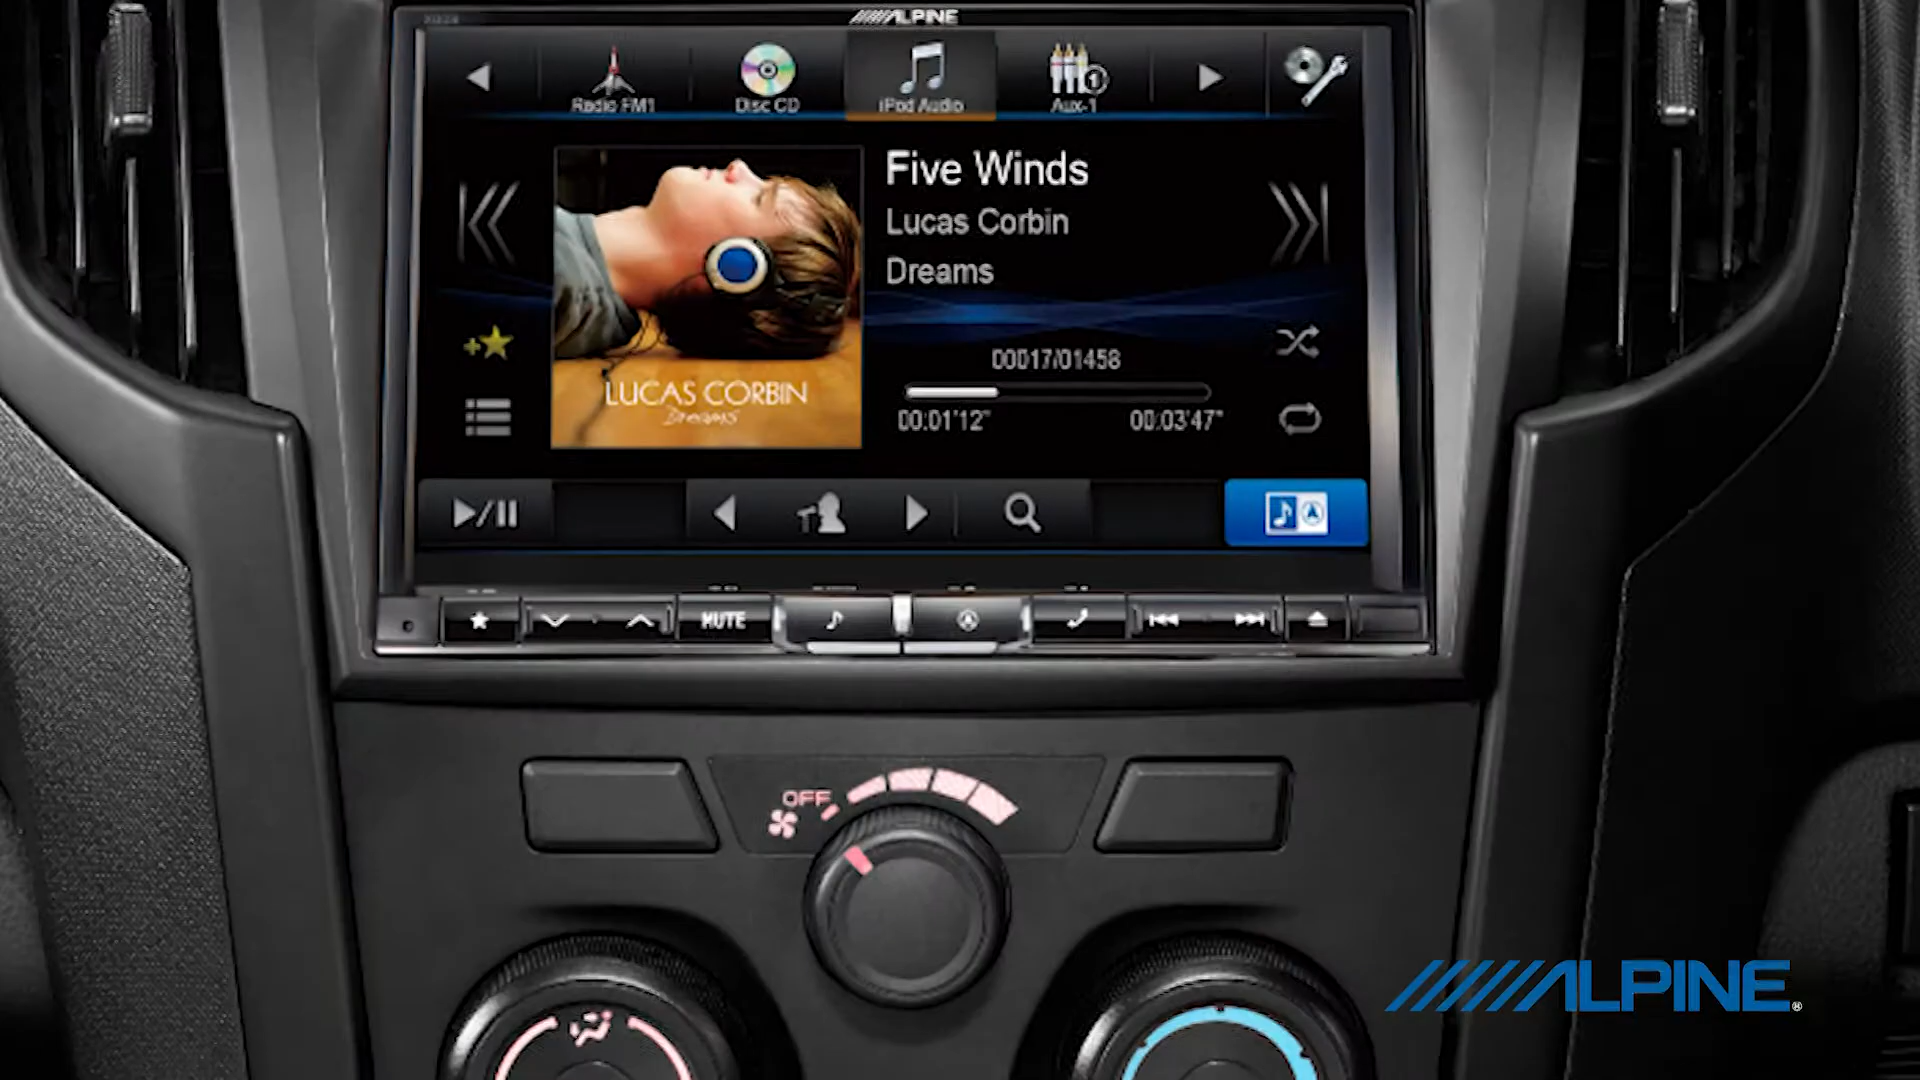 ALPINE
Radio FM1
Disc CD
iPod Audio
Aux-1
1
Five Winds
Lucas Corbin
Dreams
00017/01458
00:01'12"
00:03'47"
LUCAS CORBIN
Dreams
MUTE
OFF
ALPINE®